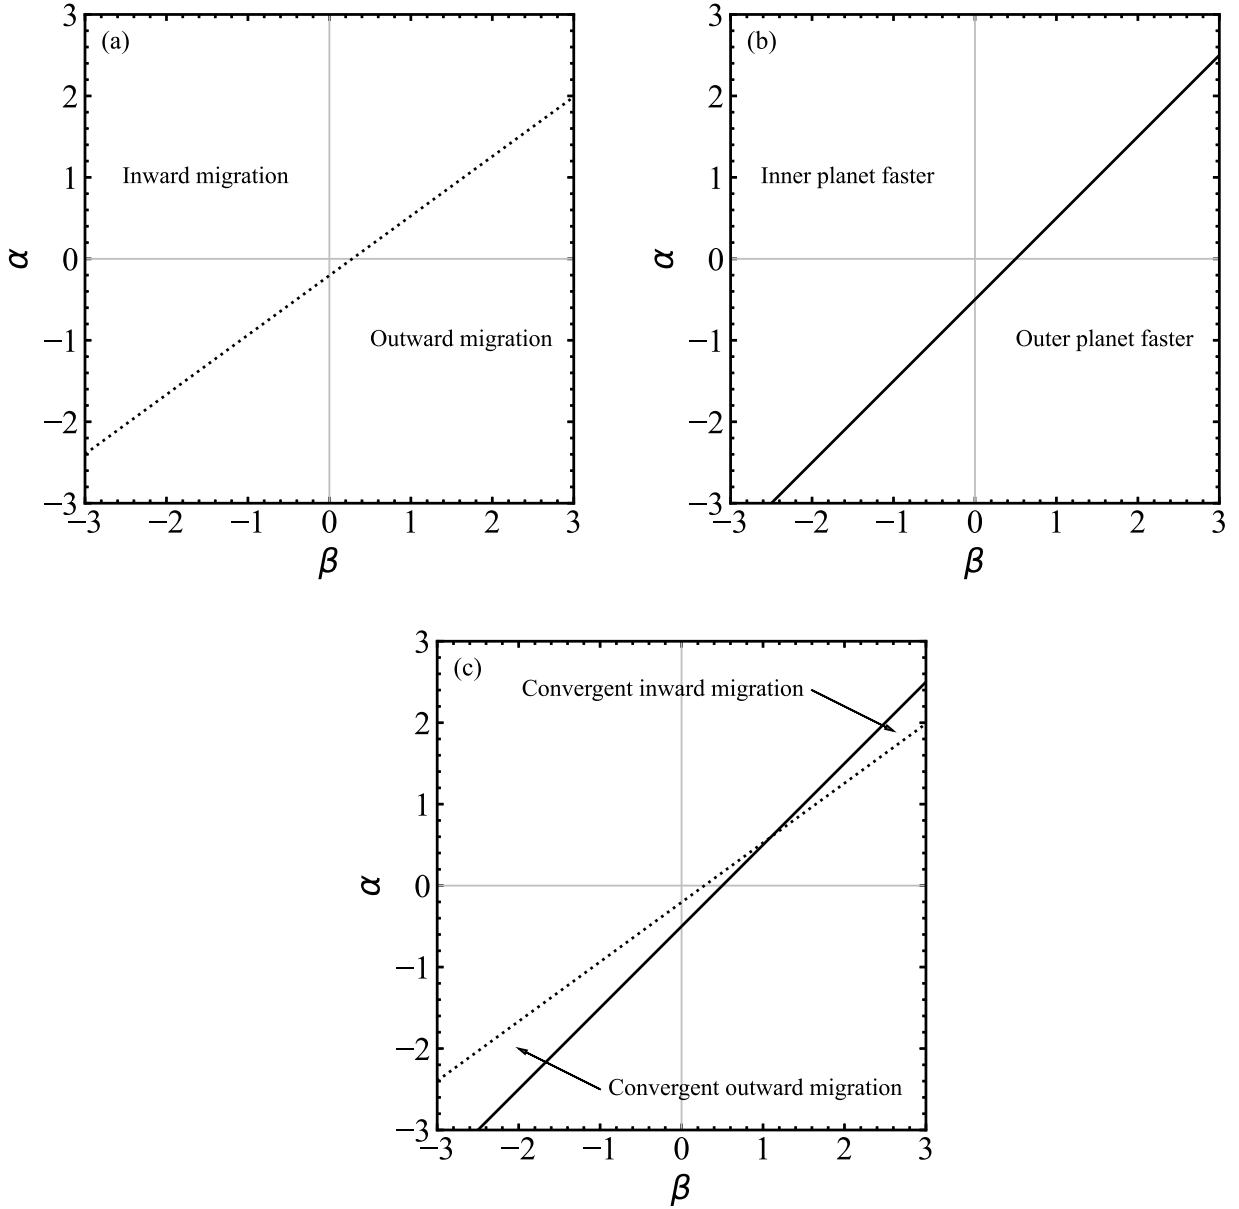 (a)
3
2
1
0
−1
−2
−3
α
Inward migration
Outward migration
−3 −2 −1 0 1 2 3
β
(b)
3
2
1
0
−1
−2
−3
α
Inner planet faster
Outer planet faster
−3 −2 −1 0 1 2 3
β
(c)
3
2
1
0
−1
−2
−3
α
Convergent inward migration
Convergent outward migration
−3 −2 −1 0 1 2 3
β